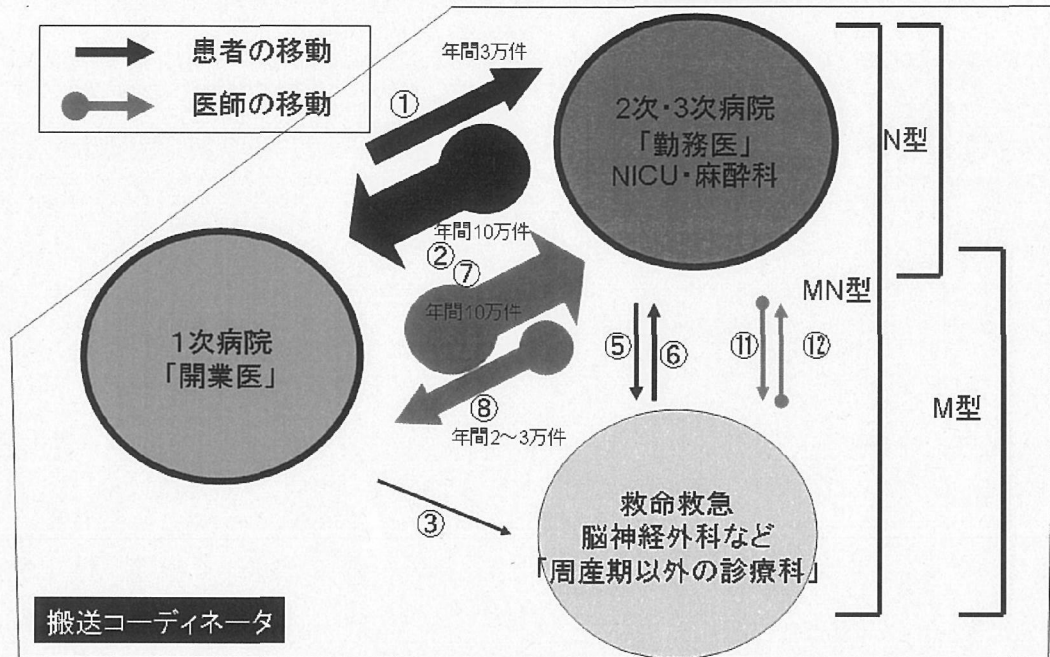 患者の移動
医師の移動
年間3万件
①
2次・3次病院
「勤務医」
NICU・麻酔科
N型
年間10万件
②
⑦
年間10万件
MN型
1次病院
「開業医」
⑤
⑥
⑪
⑫
⑧
年間2~3万件
M型
③
救命救急
脳神経外科など
「周産期以外の診療科」
搬送コーディネータ